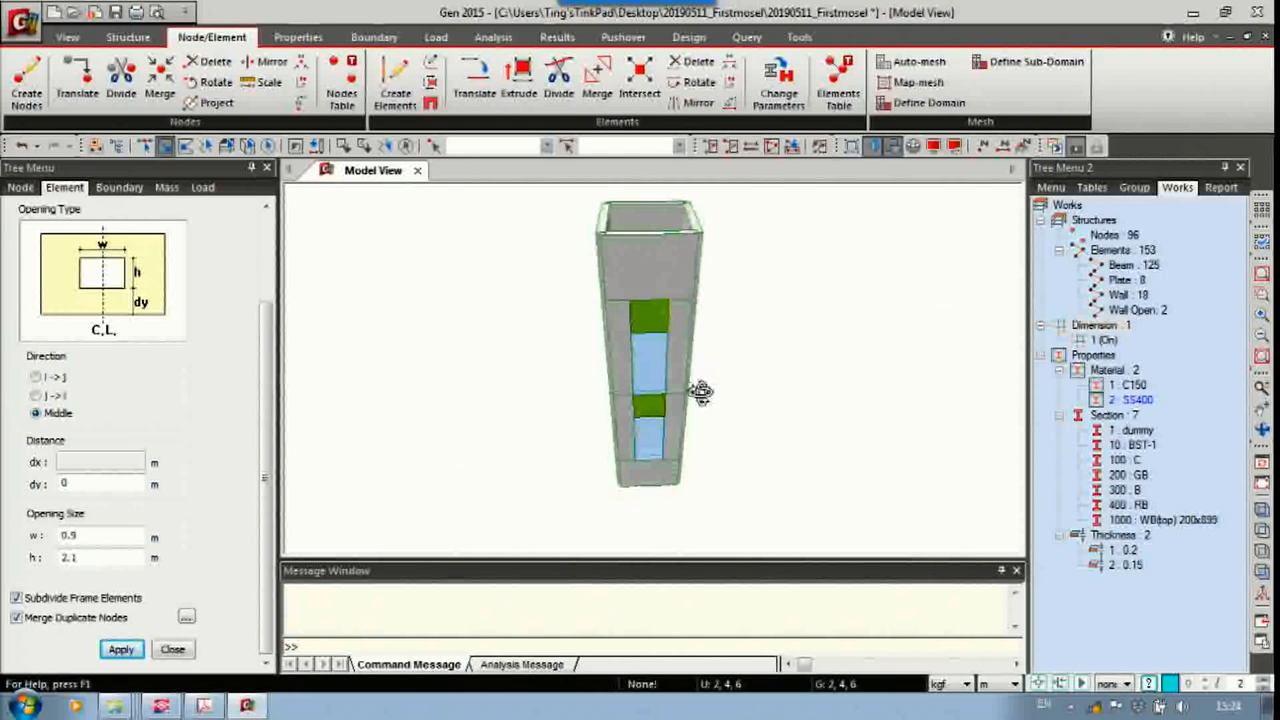 Gen 2015 - [C:\Users\Ting'sTinkPad\Desktop\20190511_Firstmosel\20190511_Firstmosel *] - [Model View]
View Structure Node/Element Properties Boundary Load Analysis Results Pushover Design Query Tools Help
Create Nodes
Translate
Divide
Merge
Delete
Rotate
Project
Mirror
Scale
Nodes Table
Create Elements
Translate
Extrude
Divide
Merge
Intersect
Delete
Rotate
Mirror
Change Parameters
Elements Table
Auto-mesh
Map-mesh
Define Domain
Define Sub-Domain
Nodes Elements Mesh
Tree Menu
Node Element Boundary Mass Load
Opening Type
w
h
dy
C.L.
Direction
I -> J
J -> I
Middle
Distance
dx : m
dy : 0 m
Opening Size
w : 0.9 m
h : 2.1 m
Subdivide Frame Elements
Merge Duplicate Nodes
Apply Close
Model View
Message Window
>>
Command Message Analysis Message
Tree Menu 2
Menu Tables Group Works Report
Works
Structures
Nodes : 96
Elements : 153
Beam : 125
Plate : 8
Wall : 18
Wall Open: 2
Dimension : 1
1 (On)
Properties
Material : 2
1 : C150
2 : SS400
Section : 7
1 : dummy
10 : BST-1
100 : C
200 : GB
300 : B
400 : RB
Thickness : 2
1 : 0.2
2 : 0.15
For Help, press F1 None! U: 2, 4, 6 G: 2, 4, 6 kgf m none ? 0 / 2
EN 15:24